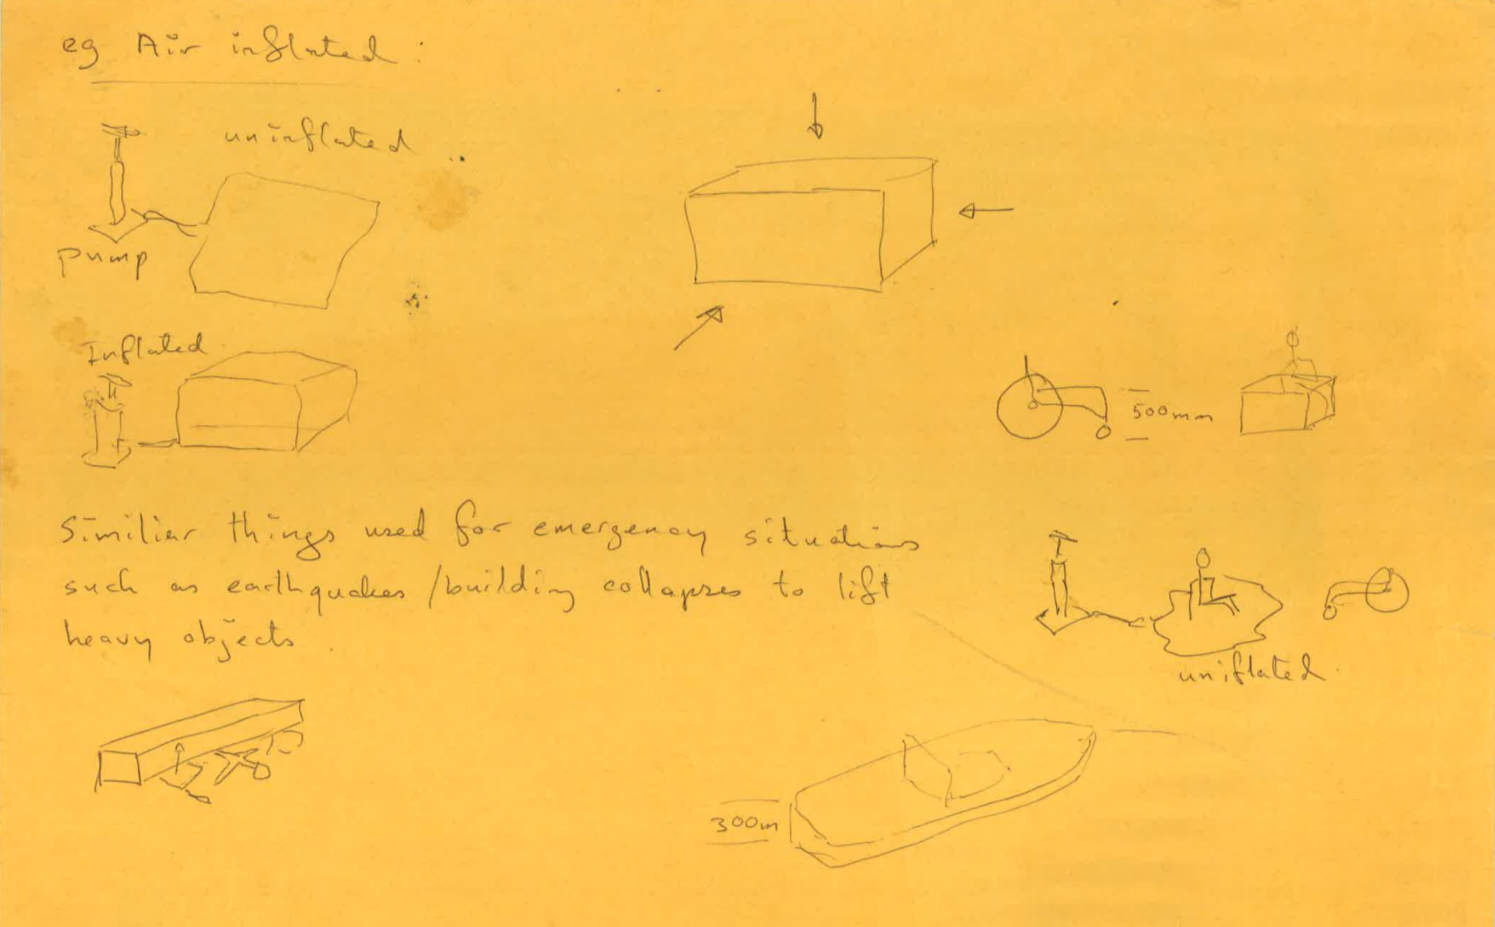 eg Air inflated :
uninflated
pump
Inflated
500mm
Similier things used for emergency situations
such as earthquakes /building collapses to lift
heavy objects .
uniflated .
300m